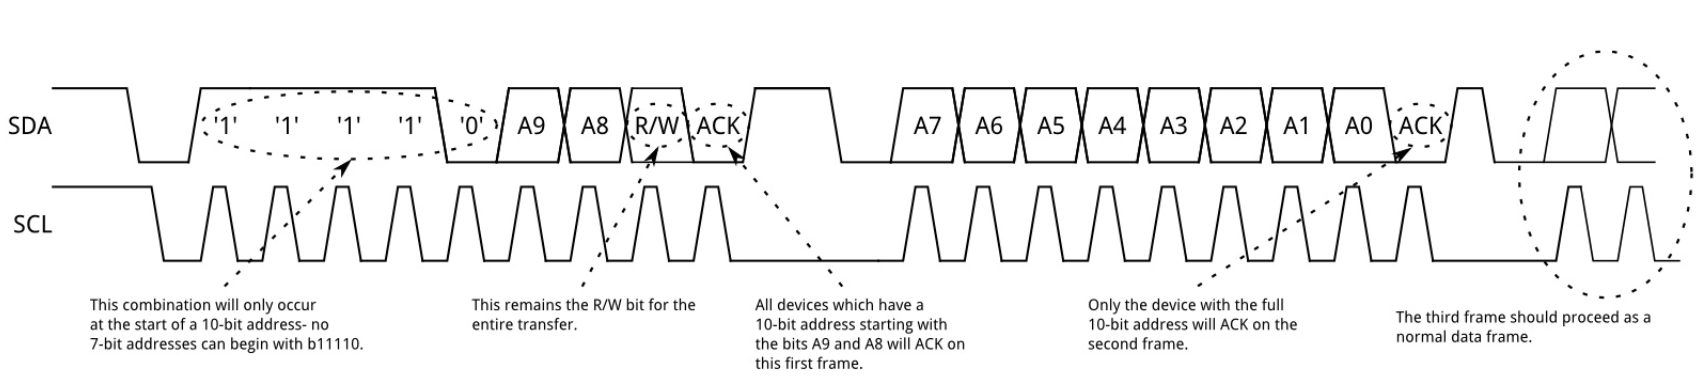 SDA '1' '1' '1' '1' '0' A9 A8 R/W ACK A7 A6 A5 A4 A3 A2 A1 A0 ACK
SCL
This combination will only occur
at the start of a 10-bit address- no
7-bit addresses can begin with b11110.
This remains the R/W bit for the
entire transfer.
All devices which have a
10-bit address starting with
the bits A9 and A8 will ACK on
this first frame.
Only the device with the full
10-bit address will ACK on the
second frame.
The third frame should proceed as a
normal data frame.